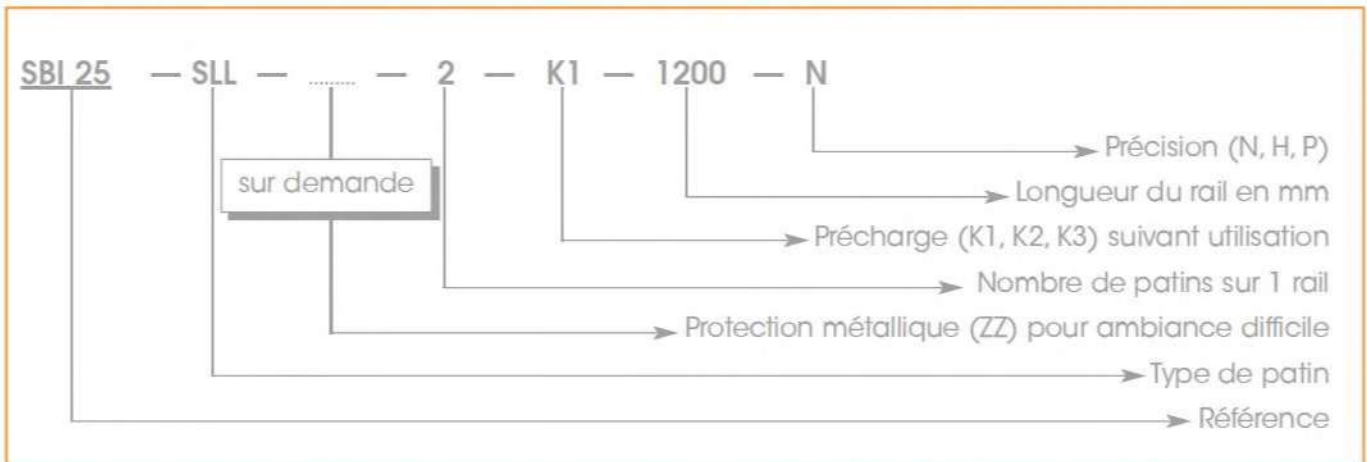 SBI 25 — SLL — ......... — 2 — K1 — 1200 — N
Précision (N, H, P)
sur demande
Longueur du rail en mm
Précharge (K1, K2, K3) suivant utilisation
Nombre de patins sur 1 rail
Protection métallique (ZZ) pour ambiance difficile
Type de patin
Référence